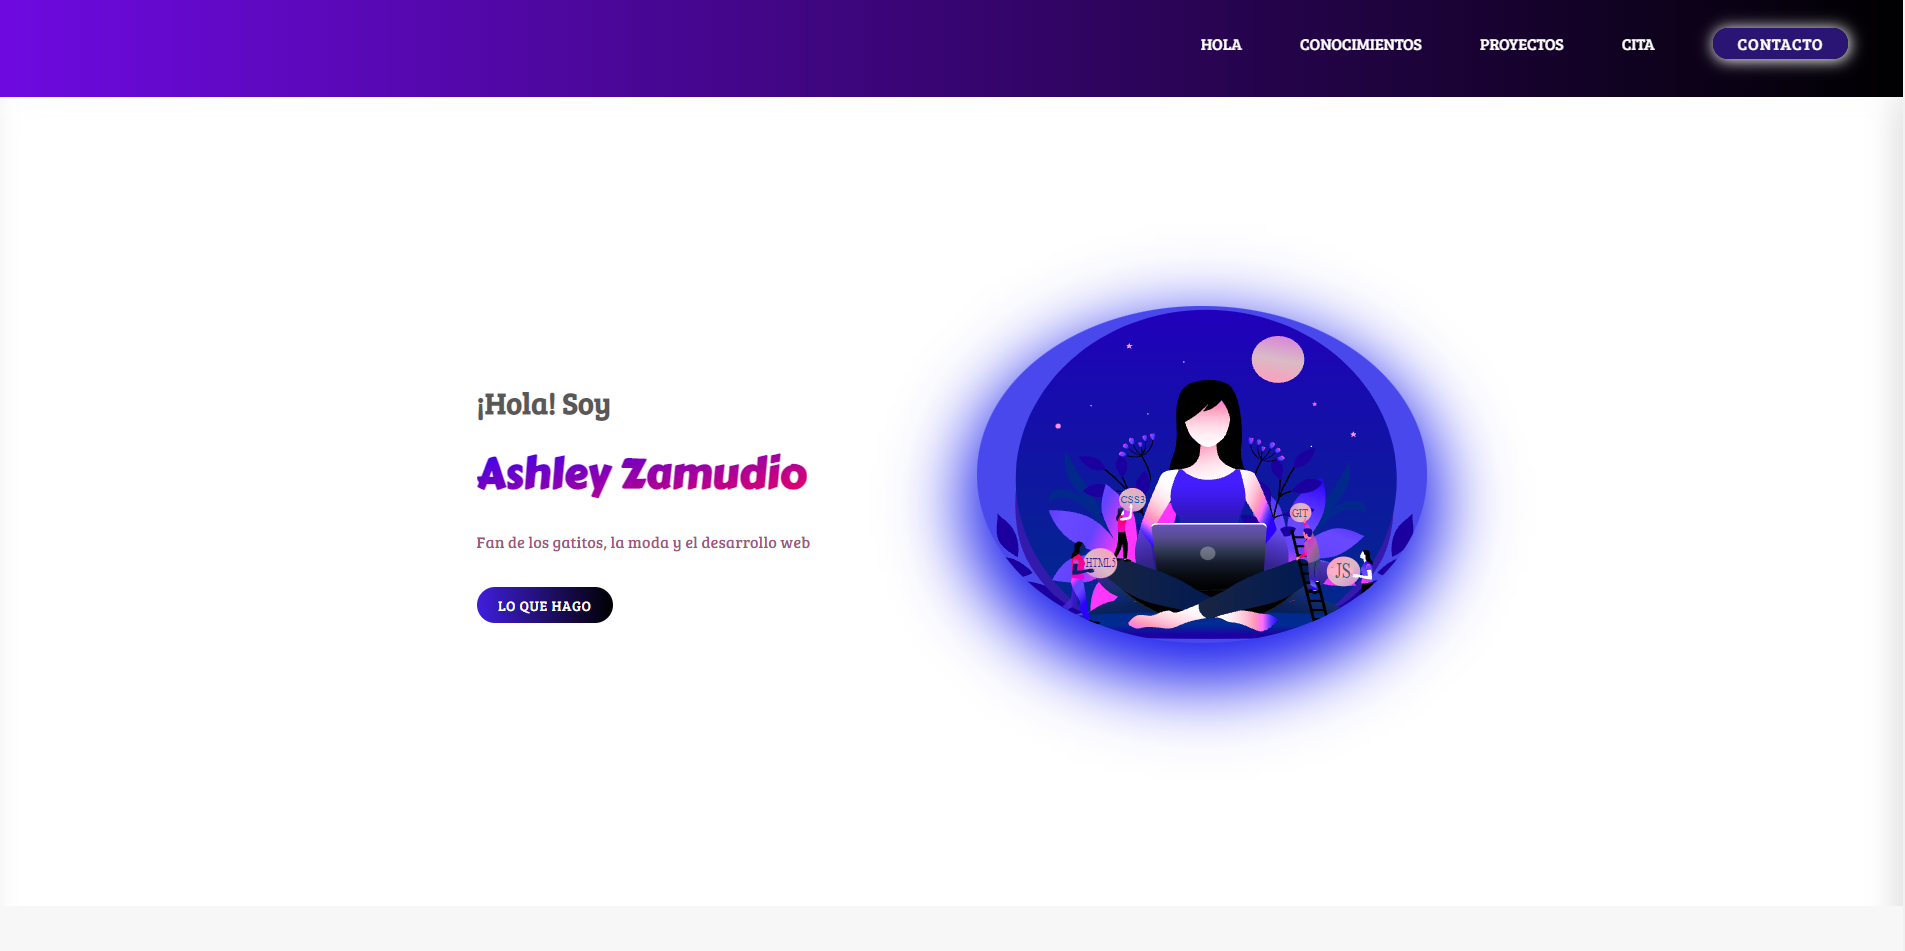 HOLA CONOCIMIENTOS PROYECTOS CITA CONTACTO
¡Hola! Soy
Ashley Zamudio
Fan de los gatitos, la moda y el desarrollo web
LO QUE HAGO
CSS3
GIT
HTML5
JS